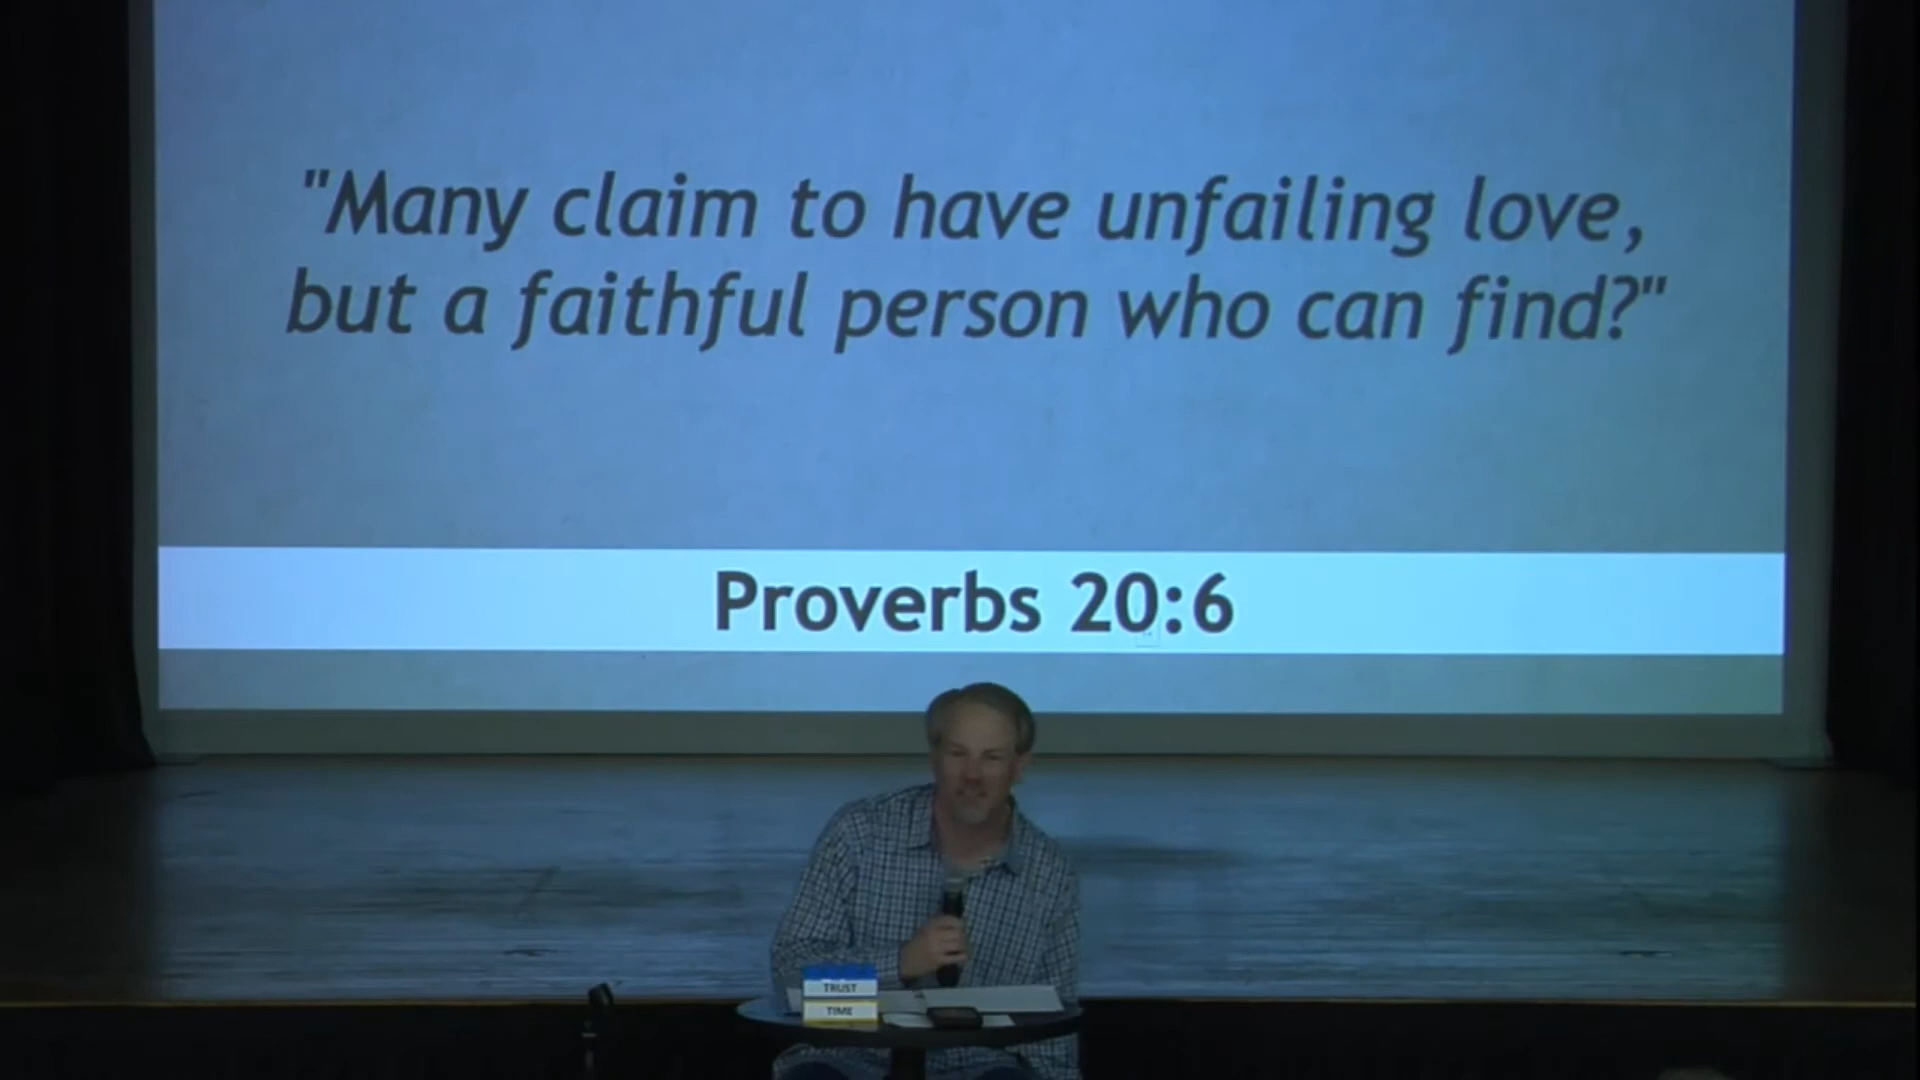 "Many claim to have unfailing love,
but a faithful person who can find?"
Proverbs 20:6
TRUST
TIME